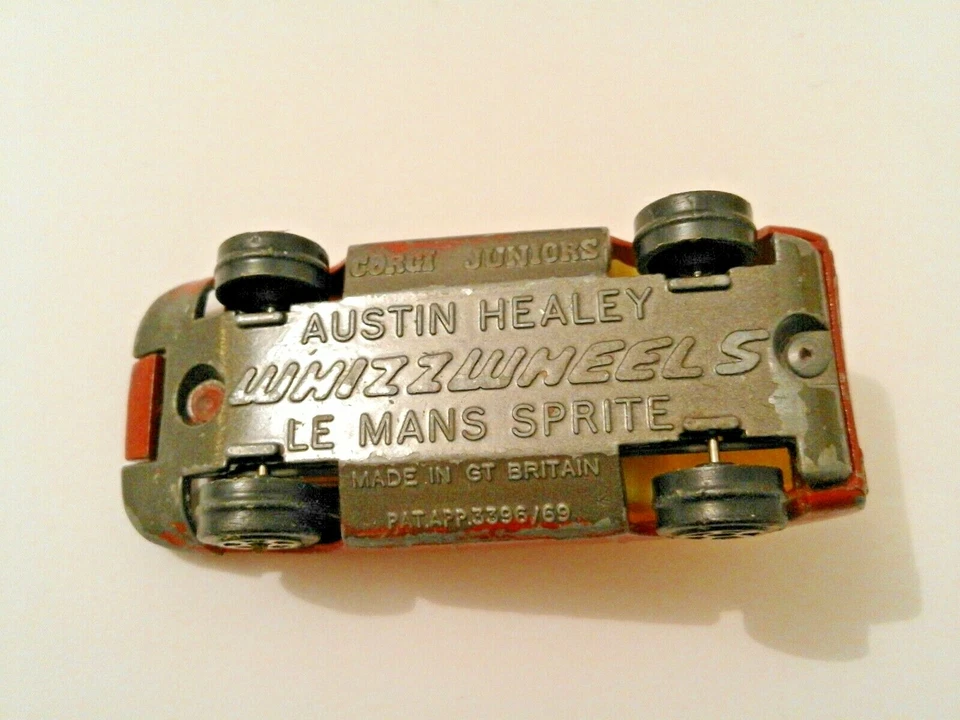 CORGI JUNIORS
AUSTIN HEALEY
WHIZZWHEELS
LE MANS SPRITE
MADE IN GT BRITAIN
PAT.APP.3396/69